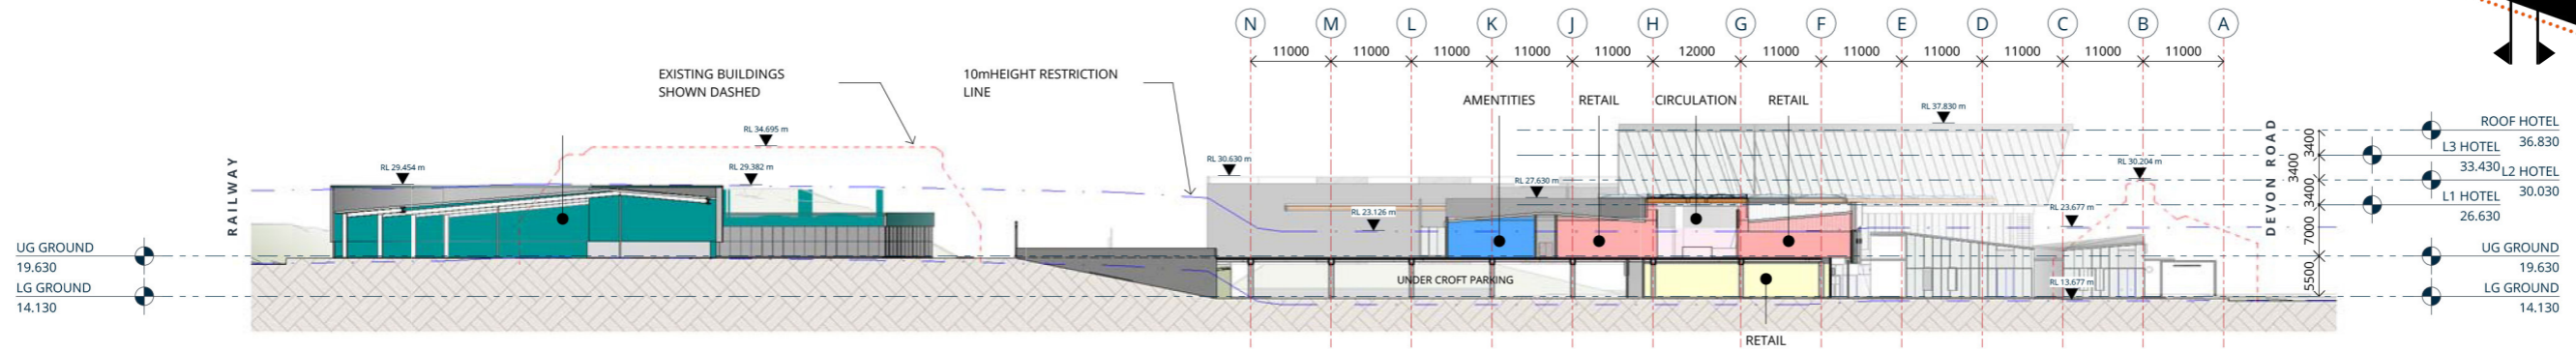 N M L K J H G F E D C B A
11000 11000 11000 11000 11000 12000 11000 11000 11000 11000 11000 11000
EXISTING BUILDINGS
SHOWN DASHED
10mHEIGHT RESTRICTION
LINE
AMENTITIES RETAIL CIRCULATION RETAIL
RL 37.830 m
RL 34.695 m
RL 29.454 m
RL 29.382 m
RL 30.630 m
RL 27.630 m
RL 23.126 m
RL 30.204 m
RL 23.677 m
RL 13.677 m
RAILWAY
DEVON ROAD
UG GROUND
19.630
LG GROUND
14.130
UNDER CROFT PARKING
RETAIL
3400
3400
3400
7000
5500
ROOF HOTEL
36.830
L3 HOTEL
33.430
L2 HOTEL
30.030
L1 HOTEL
26.630
UG GROUND
19.630
LG GROUND
14.130